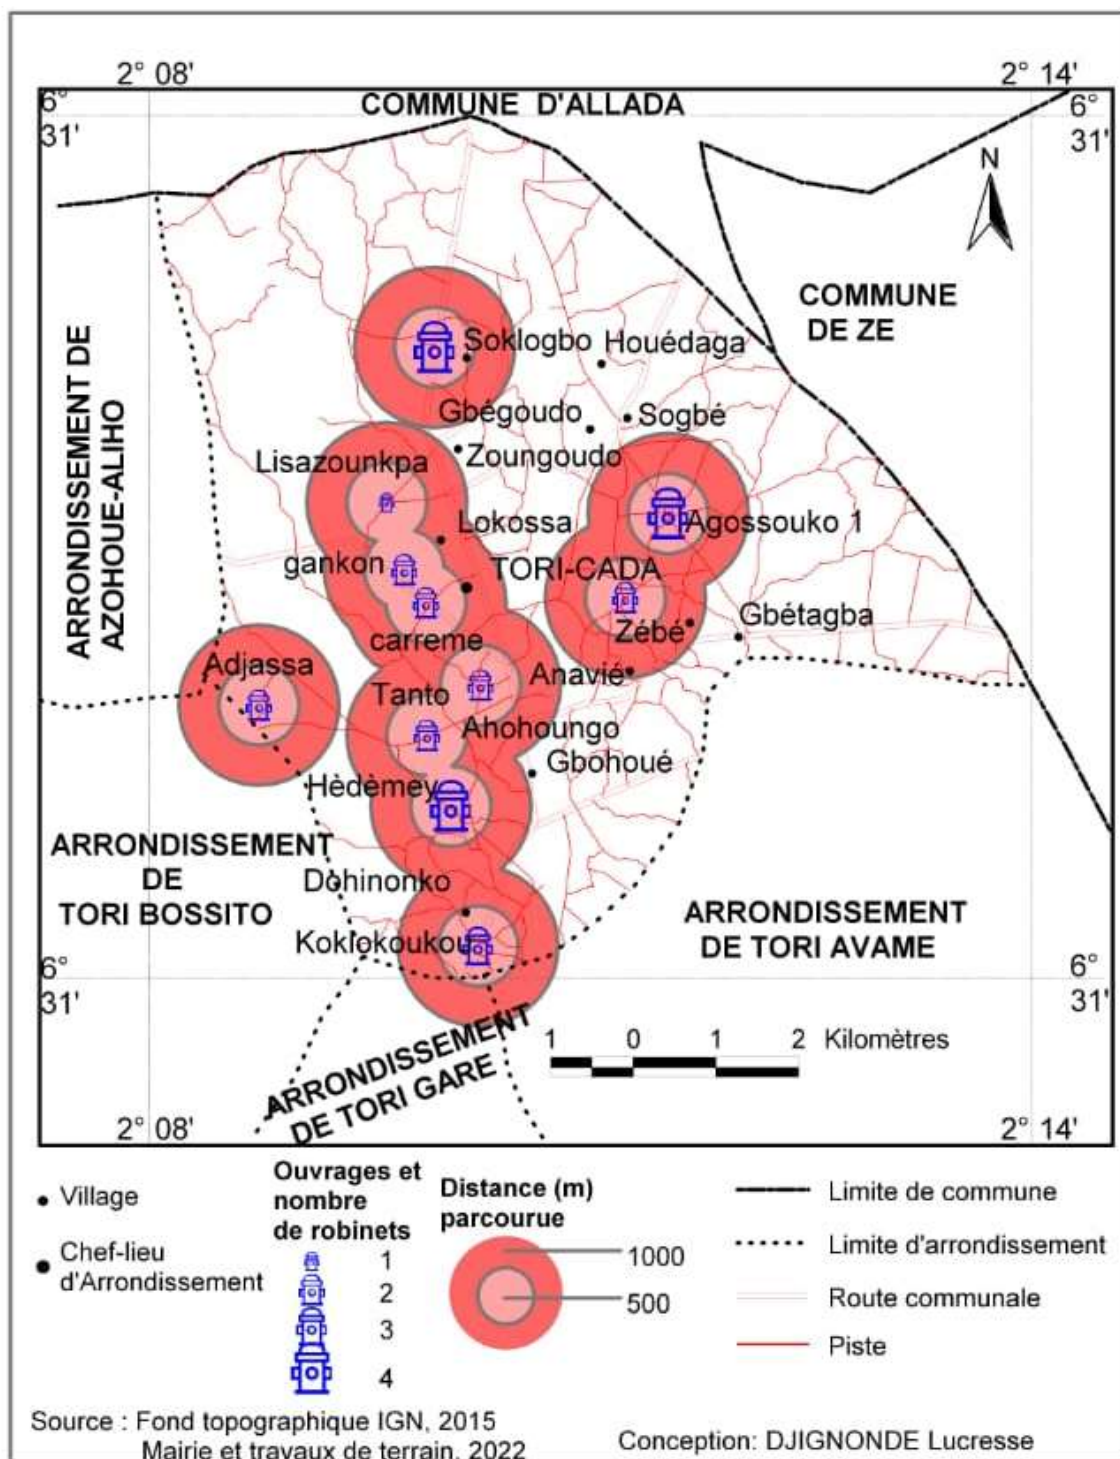 2° 08'
2° 14'
6°
31'
COMMUNE D'ALLADA
6°
31'
N
COMMUNE
DE ZE
ARRONDISSEMENT DE
AZOHOUE-ALIHO
Soklogbo
Houédaga
Gbégoudo
Sogbé
Lisazounkpa
Zoungoudo
Lokossa
Agossouko 1
gankon
TORI-CADA
carreme
Zébé
Gbétagba
Adjassa
Tanto
Anavié
Ahohoungo
Gbohoué
Hèdèmey
ARRONDISSEMENT
DE
TORI BOSSITO
Dohinonko
Koklokoukou
ARRONDISSEMENT
DE TORI AVAME
6°
31'
6°
31'
ARRONDISSEMENT
DE TORI GARE
1 0 1 2 Kilomètres
2° 08'
2° 14'
Village
Chef-lieu
d'Arrondissement
Ouvrages et
nombre
de robinets
1
2
3
4
Distance (m)
parcourue
1000
500
Limite de commune
Limite d'arrondissement
Route communale
Piste
Source : Fond topographique IGN, 2015
Mairie et travaux de terrain, 2022
Conception: DJIGNONDE Lucresse